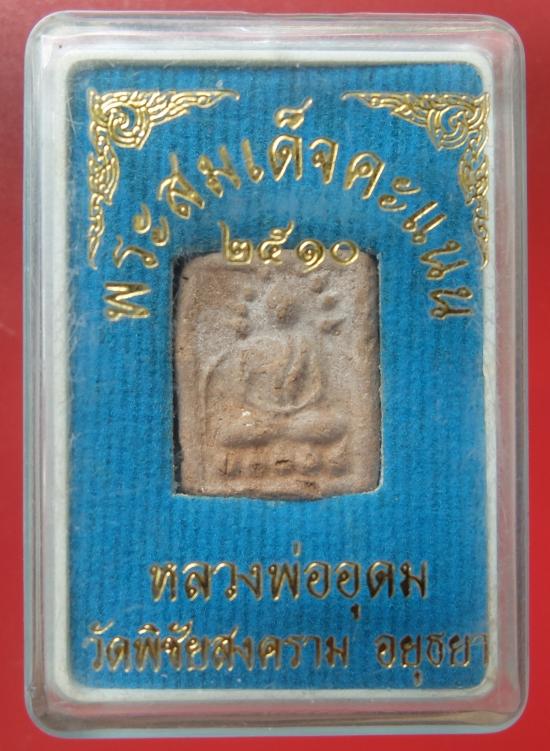 พระสมเด็จคะแนน
๒๕๑๐
หลวงพ่ออุดม
วัดพิชัยสงคราม อยุธยา